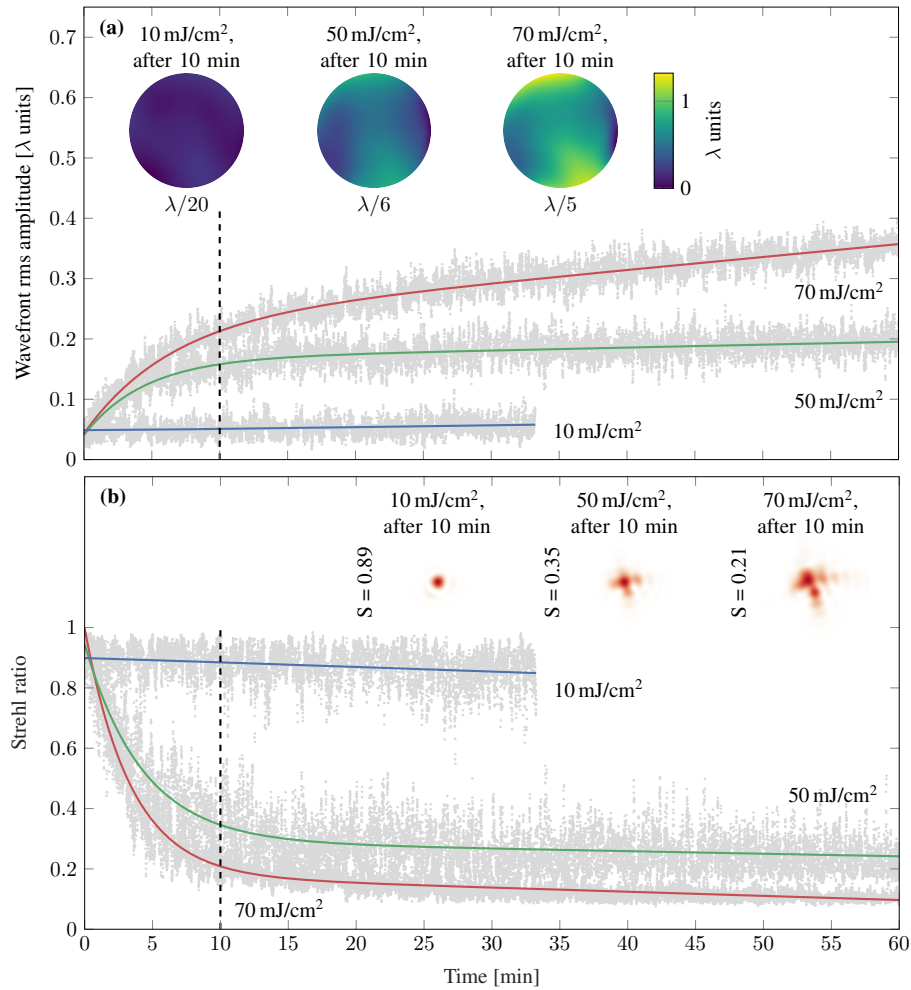 (a)
10 mJ/cm², after 10 min
50 mJ/cm², after 10 min
70 mJ/cm², after 10 min
λ/20
λ/6
λ/5
1
0
λ units
0.7
0.6
0.5
0.4
0.3
0.2
0.1
0
Wavefront rms amplitude [λ units]
70 mJ/cm²
50 mJ/cm²
10 mJ/cm²
(b)
10 mJ/cm², after 10 min
50 mJ/cm², after 10 min
70 mJ/cm², after 10 min
S = 0.89
S = 0.35
S = 0.21
1
0.8
0.6
0.4
0.2
0
Strehl ratio
10 mJ/cm²
50 mJ/cm²
70 mJ/cm²
0 5 10 15 20 25 30 35 40 45 50 55 60
Time [min]